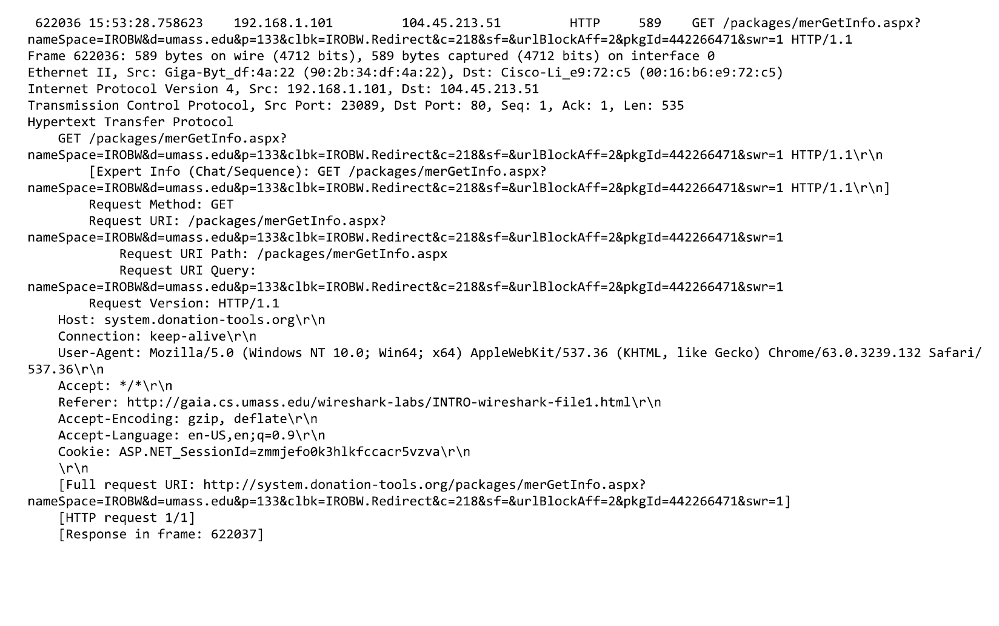 622036 15:53:28.758623    192.168.1.101         104.45.213.51         HTTP     589    GET /packages/merGetInfo.aspx?
nameSpace=IROBW&d=umass.edu&p=133&clbk=IROBW.Redirect&c=218&sf=&urlBlockAff=2&pkgId=442266471&swr=1 HTTP/1.1
Frame 622036: 589 bytes on wire (4712 bits), 589 bytes captured (4712 bits) on interface 0
Ethernet II, Src: Giga-Byt_df:4a:22 (90:2b:34:df:4a:22), Dst: Cisco-Li_e9:72:c5 (00:16:b6:e9:72:c5)
Internet Protocol Version 4, Src: 192.168.1.101, Dst: 104.45.213.51
Transmission Control Protocol, Src Port: 23089, Dst Port: 80, Seq: 1, Ack: 1, Len: 535
Hypertext Transfer Protocol
    GET /packages/merGetInfo.aspx?
nameSpace=IROBW&d=umass.edu&p=133&clbk=IROBW.Redirect&c=218&sf=&urlBlockAff=2&pkgId=442266471&swr=1 HTTP/1.1\r\n
        [Expert Info (Chat/Sequence): GET /packages/merGetInfo.aspx?
nameSpace=IROBW&d=umass.edu&p=133&clbk=IROBW.Redirect&c=218&sf=&urlBlockAff=2&pkgId=442266471&swr=1 HTTP/1.1\r\n]
        Request Method: GET
        Request URI: /packages/merGetInfo.aspx?
nameSpace=IROBW&d=umass.edu&p=133&clbk=IROBW.Redirect&c=218&sf=&urlBlockAff=2&pkgId=442266471&swr=1
            Request URI Path: /packages/merGetInfo.aspx
            Request URI Query:
nameSpace=IROBW&d=umass.edu&p=133&clbk=IROBW.Redirect&c=218&sf=&urlBlockAff=2&pkgId=442266471&swr=1
        Request Version: HTTP/1.1
    Host: system.donation-tools.org\r\n
    Connection: keep-alive\r\n
    User-Agent: Mozilla/5.0 (Windows NT 10.0; Win64; x64) AppleWebKit/537.36 (KHTML, like Gecko) Chrome/63.0.3239.132 Safari/
537.36\r\n
    Accept: */*\r\n
    Referer: http://gaia.cs.umass.edu/wireshark-labs/INTRO-wireshark-file1.html\r\n
    Accept-Encoding: gzip, deflate\r\n
    Accept-Language: en-US,en;q=0.9\r\n
    Cookie: ASP.NET_SessionId=zmmjefo0k3hlkfccacr5vzva\r\n
    \r\n
    [Full request URI: http://system.donation-tools.org/packages/merGetInfo.aspx?
nameSpace=IROBW&d=umass.edu&p=133&clbk=IROBW.Redirect&c=218&sf=&urlBlockAff=2&pkgId=442266471&swr=1]
    [HTTP request 1/1]
    [Response in frame: 622037]